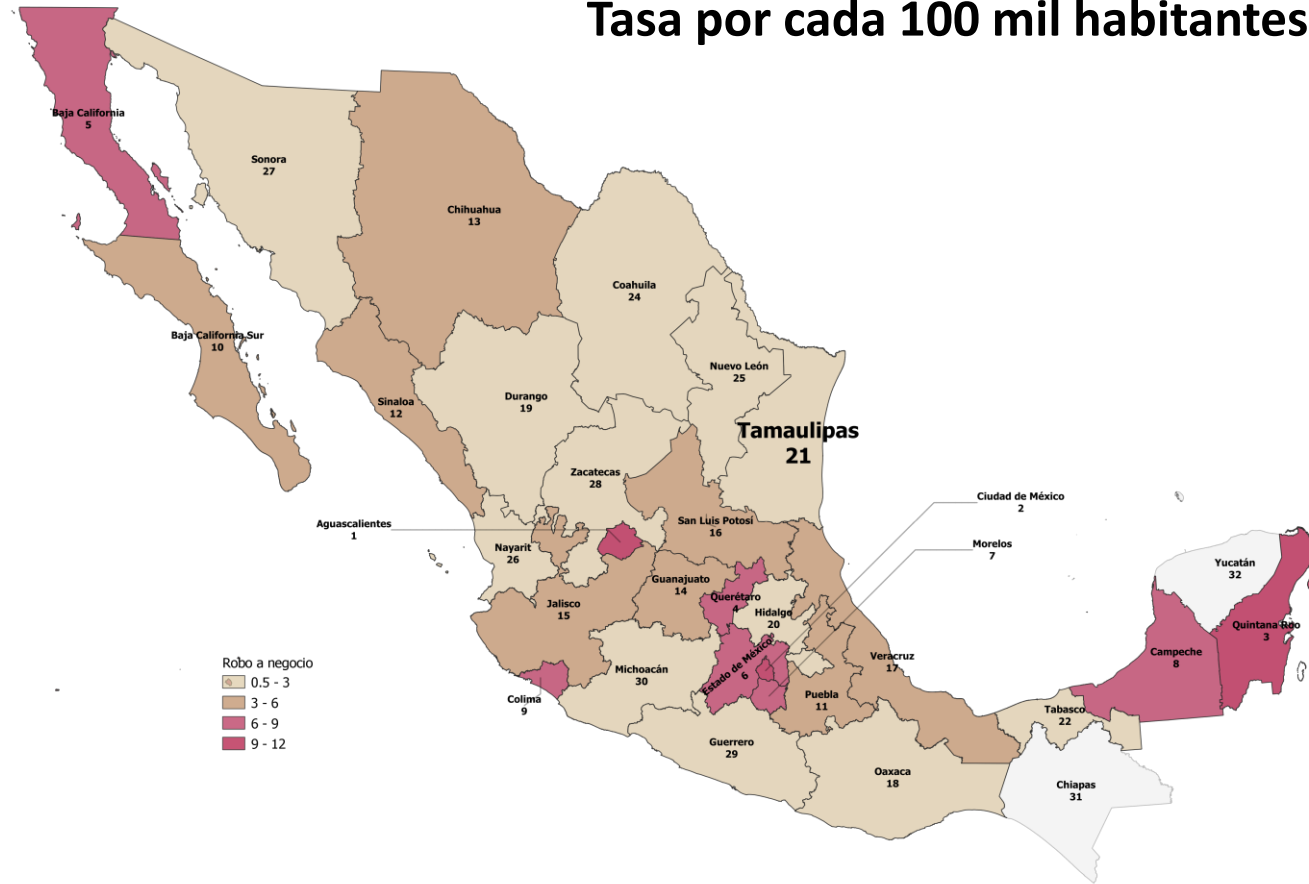 Tasa por cada 100 mil habitantes
Baja California
5
Sonora
27
Chihuahua
13
Coahuila
24
Baja California Sur
10
Nuevo León
25
Sinaloa
12
Durango
19
Tamaulipas
21
Zacatecas
28
Ciudad de México
2
Aguascalientes
1
San Luis Potosí
16
Morelos
7
Nayarit
26
Yucatán
32
Guanajuato
14
Querétaro
4
Jalisco
15
Hidalgo
20
Quintana Roo
3
Campeche
8
Veracruz
17
Estado de México
6
Michoacán
30
Robo a negocio
0.5 - 3
3 - 6
6 - 9
9 - 12
Colima
9
Puebla
11
Tabasco
22
Guerrero
29
Oaxaca
18
Chiapas
31